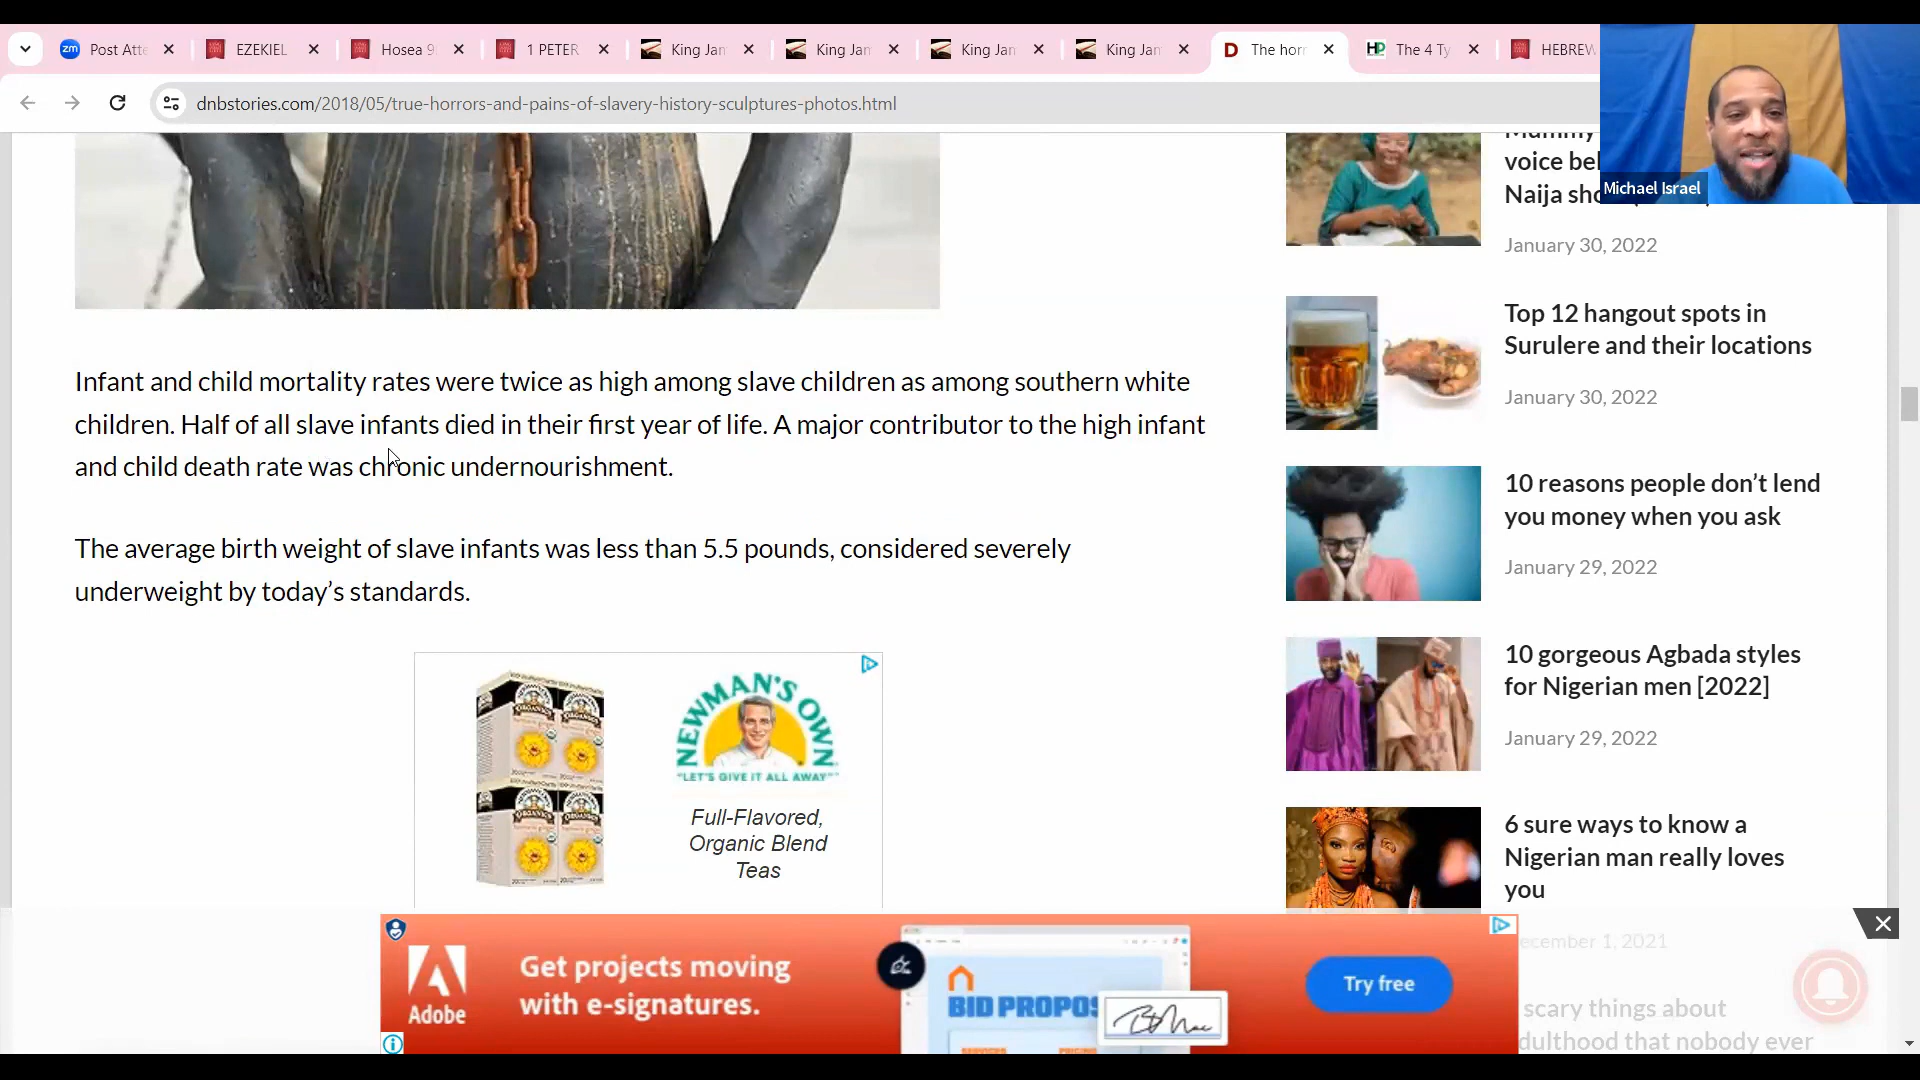 Post Atte
EZEKIEL
Hosea 9
1 PETER
King Jam
King Jam
King Jam
King Jam
The horr
The 4 Ty
HEBREW
dnbstories.com/2018/05/true-horrors-and-pains-of-slavery-history-sculptures-photos.html
Michael Israel
Infant and child mortality rates were twice as high among slave children as among southern white
children. Half of all slave infants died in their first year of life. A major contributor to the high infant
and child death rate was chronic undernourishment.
The average birth weight of slave infants was less than 5.5 pounds, considered severely
underweight by today’s standards.
NEWMAN'S OWN
"LET'S GIVE IT ALL AWAY"
Full-Flavored,
Organic Blend
Teas
Mummy
voice bel
Naija sho
January 30, 2022
Top 12 hangout spots in
Surulere and their locations
January 30, 2022
10 reasons people don’t lend
you money when you ask
January 29, 2022
10 gorgeous Agbada styles
for Nigerian men [2022]
January 29, 2022
6 sure ways to know a
Nigerian man really loves
you
ecember 1, 2021
scary things about
dulthood that nobody ever
Adobe
Get projects moving
with e-signatures.
BID PROPOS
Try free